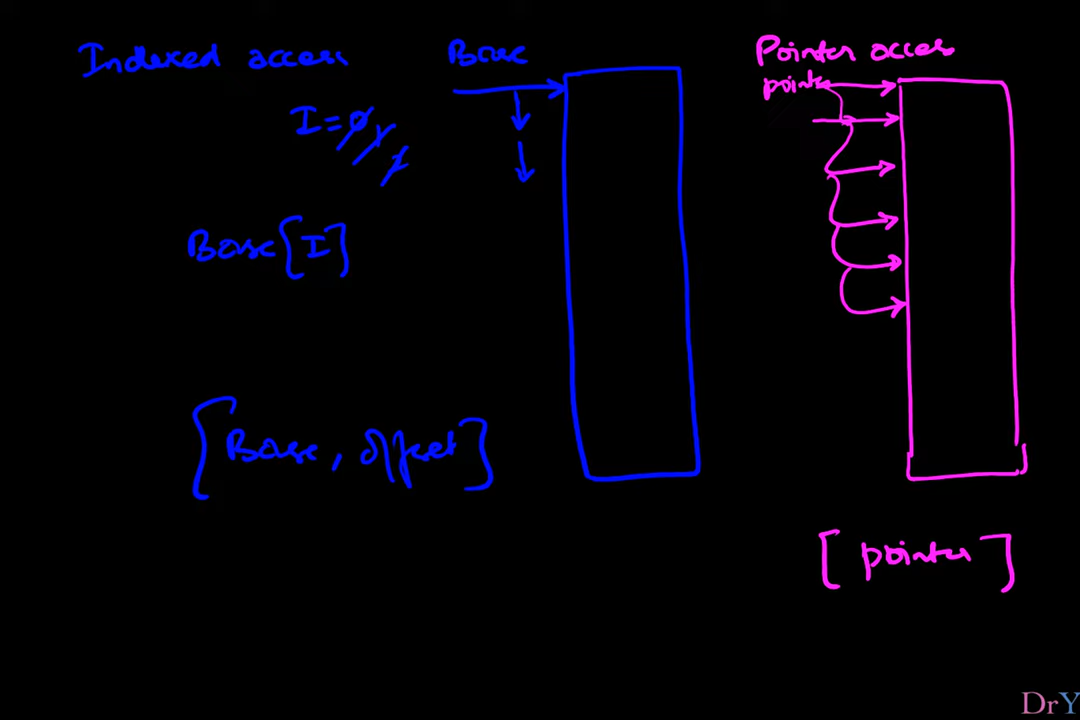 Indexed access
Base
I = 0 1 2
Base[I]
[Base, offset]
Pointer access
pointer
[pointer]
DrY